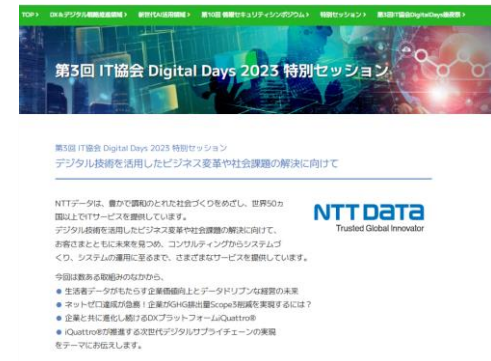 TOP› DX&デジタル戦略推進領域› 新世代AI活用領域› 第10回 情報セキュリティシンポジウム› 特別セッション› 第3回IT協会DigitalDays講演祭›
第3回 IT協会 Digital Days 2023 特別セッション
第3回 IT協会 Digital Days 2023 特別セッション
デジタル技術を活用したビジネス変革や社会課題の解決に向けて
NTTデータは、豊かで調和のとれた社会づくりをめざし、世界50ヵ
国以上でITサービスを提供しています。
デジタル技術を活用したビジネス変革や社会課題の解決に向けて、
お客さまとともに未来を見つめ、コンサルティングからシステムづ
くり、システムの運用に至るまで、さまざまなサービスを提供しています。
NTT DATA
Trusted Global Innovator
今回は数ある取組みのなかから、
● 生活者データがもたらす企業価値向上とデータドリブンな経営の未来
● ネットゼロ達成が急務!企業がGHG排出量Scope3削減を実現するには?
● 企業と共に進化し続けるDXプラットフォームiQuattro®
● iQuattro®が推進する次世代デジタルサプライチェーンの実現
をテーマにお伝えします。